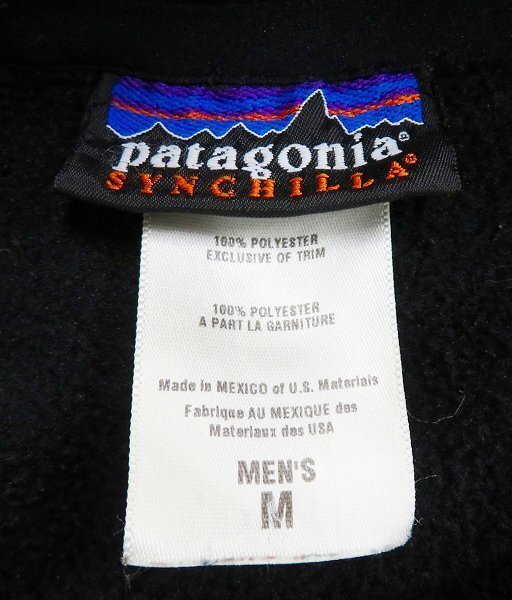 patagonia®
SYNCHILLA®
100% POLYESTER
EXCLUSIVE OF TRIM
100% POLYESTER
A PART LA GARNITURE
Made in MEXICO of U.S. Materials
Fabrique AU MEXIQUE des
Materiaux des USA
MEN'S
M